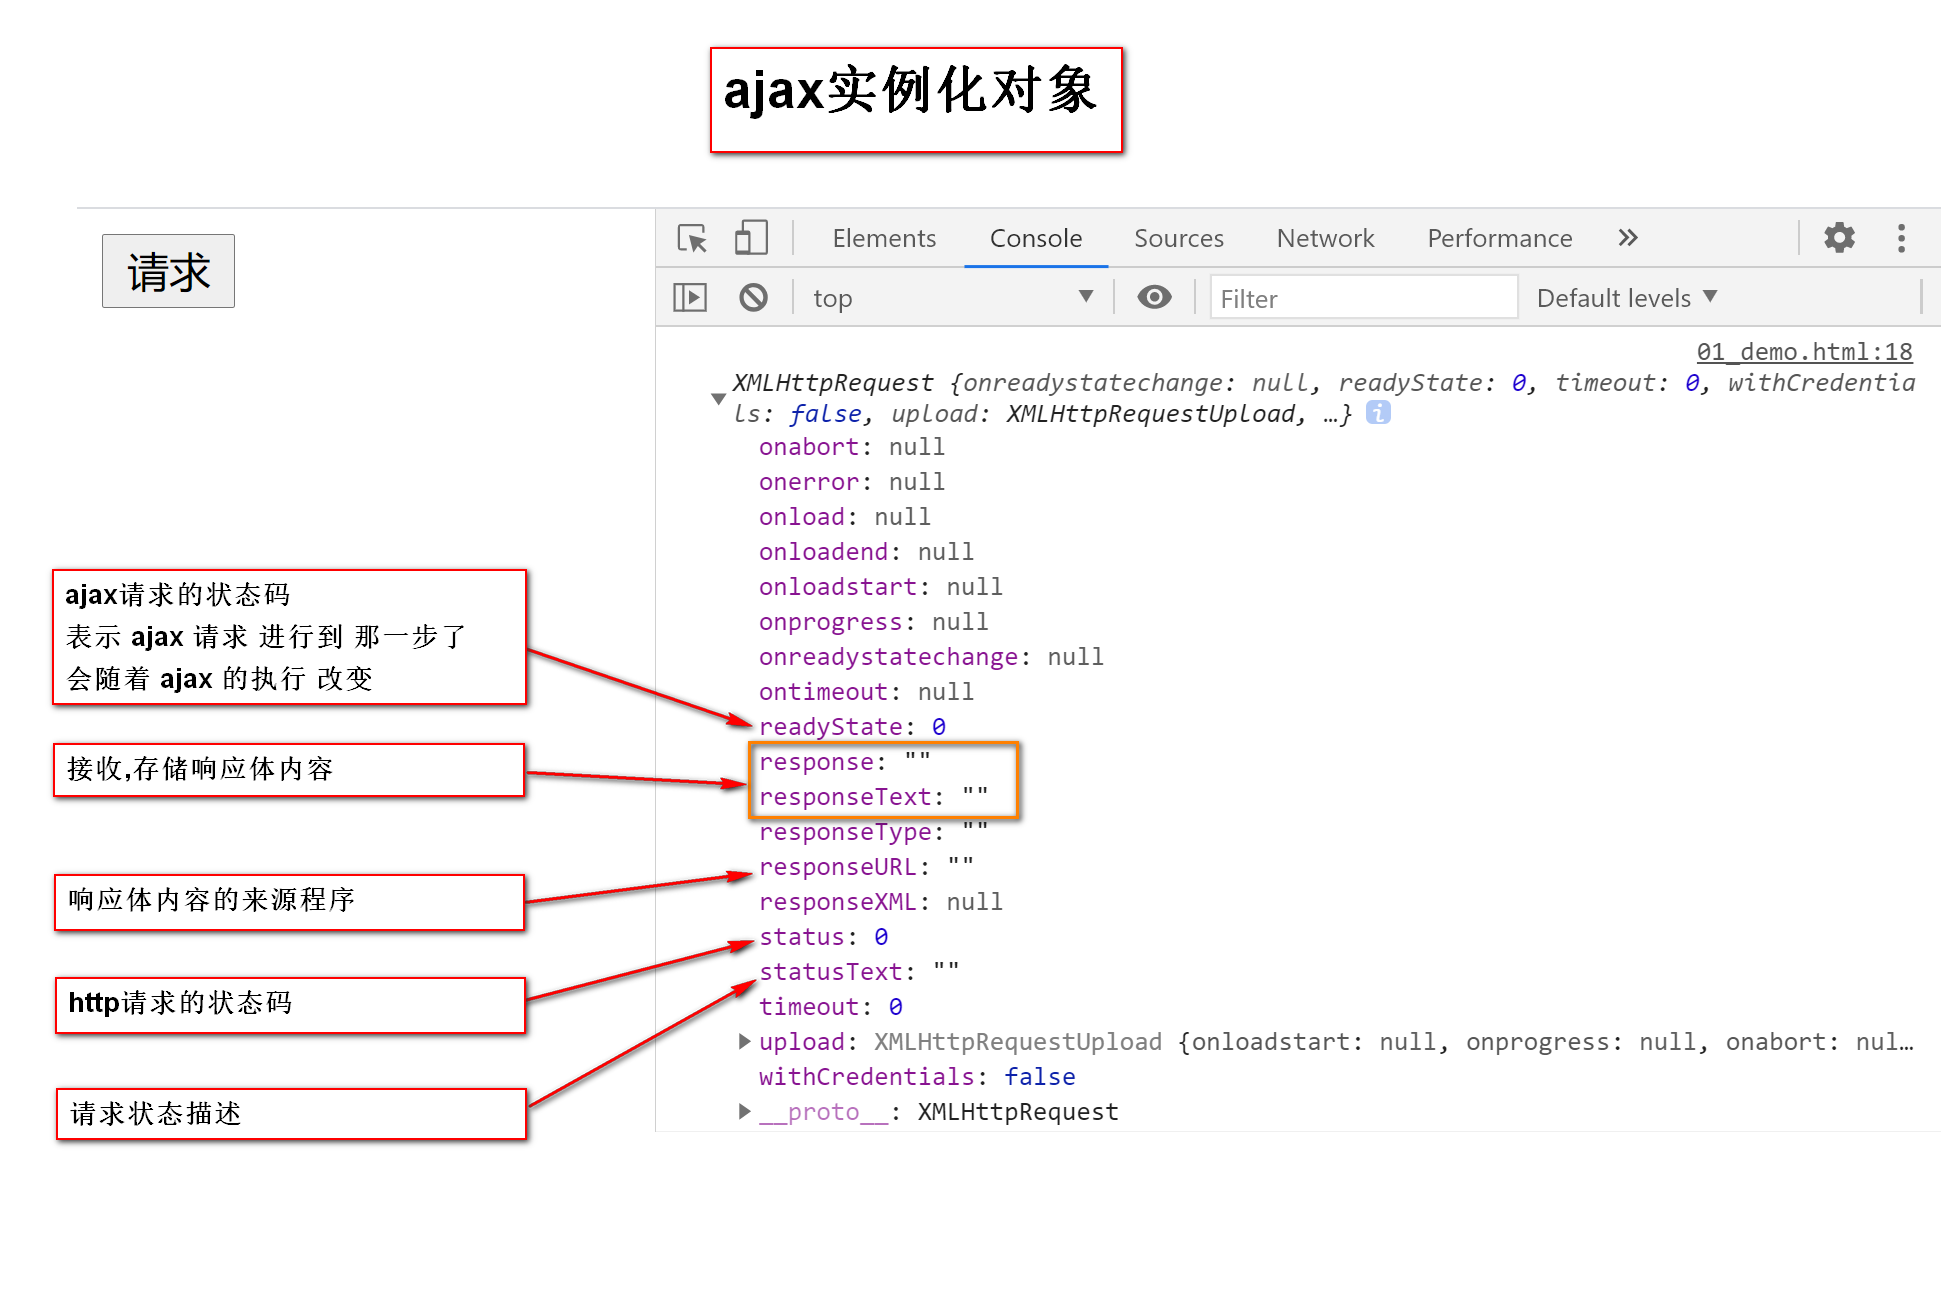 ajax实例化对象
请求
Elements Console Sources Network Performance
top Filter Default levels
01_demo.html:18
XMLHttpRequest {onreadystatechange: null, readyState: 0, timeout: 0, withCredentia
ls: false, upload: XMLHttpRequestUpload, …} i
onabort: null
onerror: null
onload: null
onloadend: null
onloadstart: null
onprogress: null
onreadystatechange: null
ontimeout: null
readyState: 0
response: ""
responseText: ""
responseType: ""
responseURL: ""
responseXML: null
status: 0
statusText: ""
timeout: 0
upload: XMLHttpRequestUpload {onloadstart: null, onprogress: null, onabort: nul…
withCredentials: false
__proto__: XMLHttpRequest
ajax请求的状态码
表示 ajax 请求 进行到 那一步了
会随着 ajax 的执行 改变
接收,存储响应体内容
响应体内容的来源程序
http请求的状态码
请求状态描述